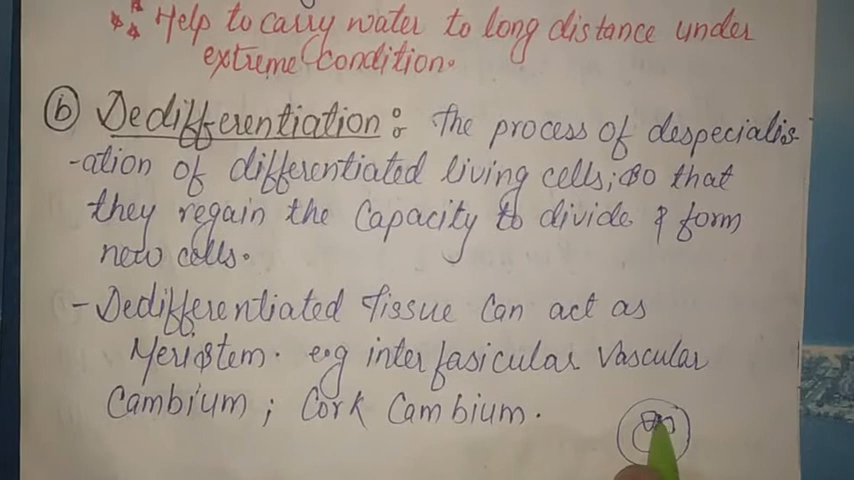 Help to carry water to long distance under
extreme condition.
(b) Dedifferentiation : The process of despecialis-
-ation of differentiated living cells; so that
they regain the capacity to divide & form
new cells.
- Dedifferentiated Tissue can act as
Meristem. e.g inter fasicular Vascular
Cambium ; Cork Cambium.